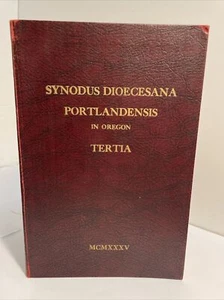 SYNODUS DIOECESANA
PORTLANDENSIS
IN OREGON
TERTIA
MCMXXXV